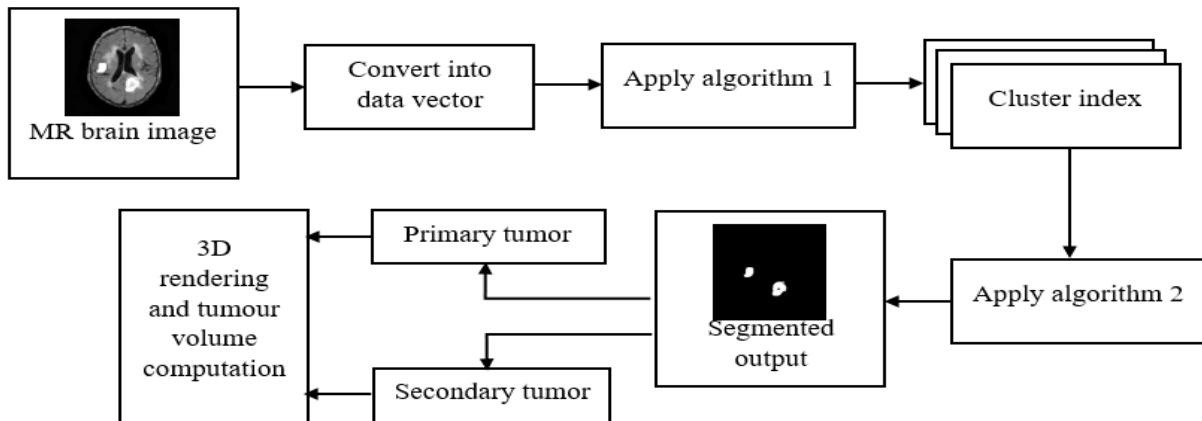 MR brain image
Convert into
data vector
Apply algorithm 1
Cluster index
Apply algorithm 2
Segmented
output
Primary tumor
Secondary tumor
3D
rendering
and tumour
volume
computation